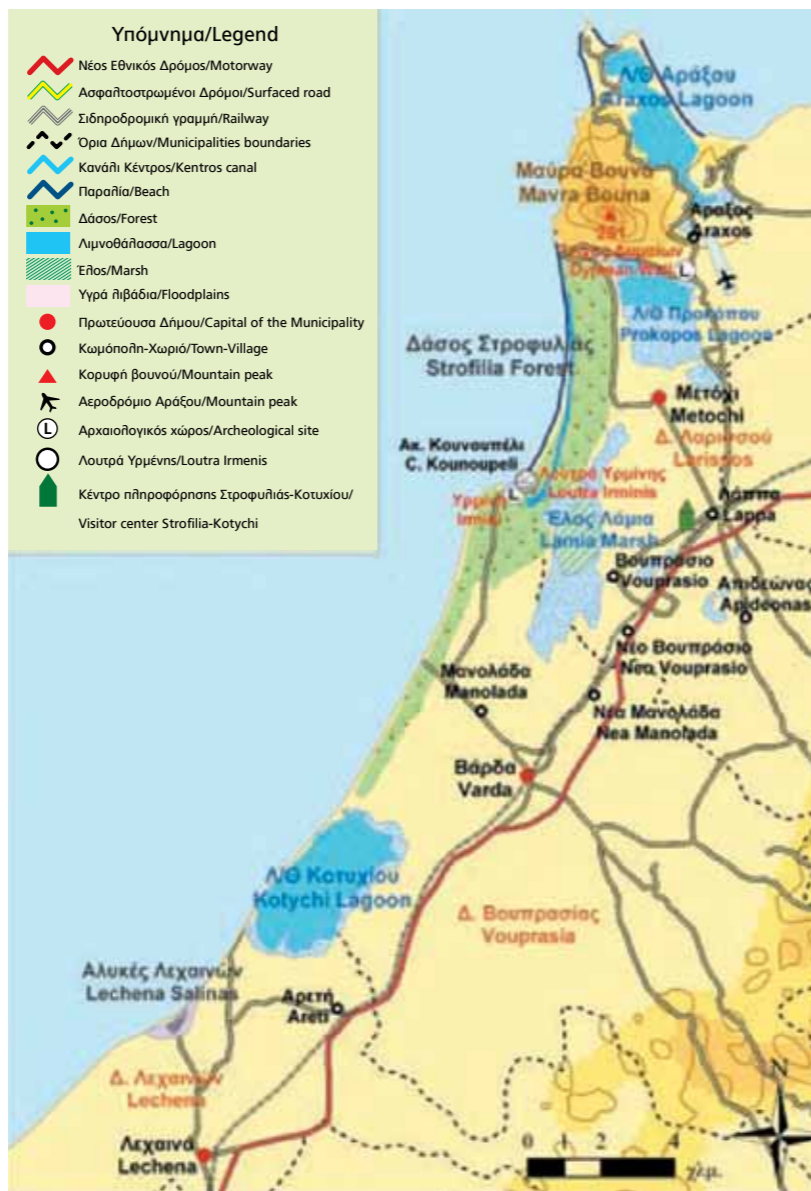 Υπόμνημα/Legend
Νέος Εθνικός Δρόμος/Motorway
Ασφαλτοστρωμένοι Δρόμοι/Surfaced road
Σιδηροδρομική γραμμή/Railway
Όρια Δήμων/Municipalities boundaries
Κανάλι Κέντρος/Kentros canal
Παραλία/Beach
Δάσος/Forest
Λιμνοθάλασσα/Lagoon
Έλος/Marsh
Υγρά λιβάδια/Floodplains
Πρωτεύουσα Δήμου/Capital of the Municipality
Κωμόπολη-Χωριό/Town-Village
Κορυφή βουνού/Mountain peak
Αεροδρόμιο Αράξου/Mountain peak
L
Αρχαιολογικός χώρος/Archeological site
Λουτρά Υρμένης/Loutra Irmenis
Κέντρο πληροφόρησης Στροφυλιάς-Κοτυχίου/
Visitor center Strofilia-Kotychi
Λ/Θ Αράξου
Araxos Lagoon
Μαύρα Βουνά
Mavra Bouna
Άραξος
Araxos
Dymean Wall
L
Λ/Θ Προκόπου
Prokopos Lagoon
Δάσος Στροφυλιάς
Strofilia Forest
Μετόχι
Metochi
Δ. Λαρισσού
Larissos
Ακ. Κουνουπέλι
C. Kounoupeli
L
Λουτρά Υρμίνης
Loutra Irminis
Υρμίνη
Irmini
Έλος Λάμια
Lamia Marsh
Λάππα
Lappa
Βουπράσιο
Vouprasio
Απιδεώνας
Apideonas
Νέο Βουπράσιο
Neo Vouprasio
Μανολάδα
Manolada
Νέα Μανολάδα
Nea Manolada
Βάρδα
Varda
Λ/Θ Κοτυχίου
Kotychi Lagoon
Δ. Βουπρασίας
Vouprasia
Αλυκές Λεχαινών
Lechena Salinas
Αρετή
Areti
Δ. Λεχαινών
Lechena
Λεχαινά
Lechena
N
0 2 4
χλμ.